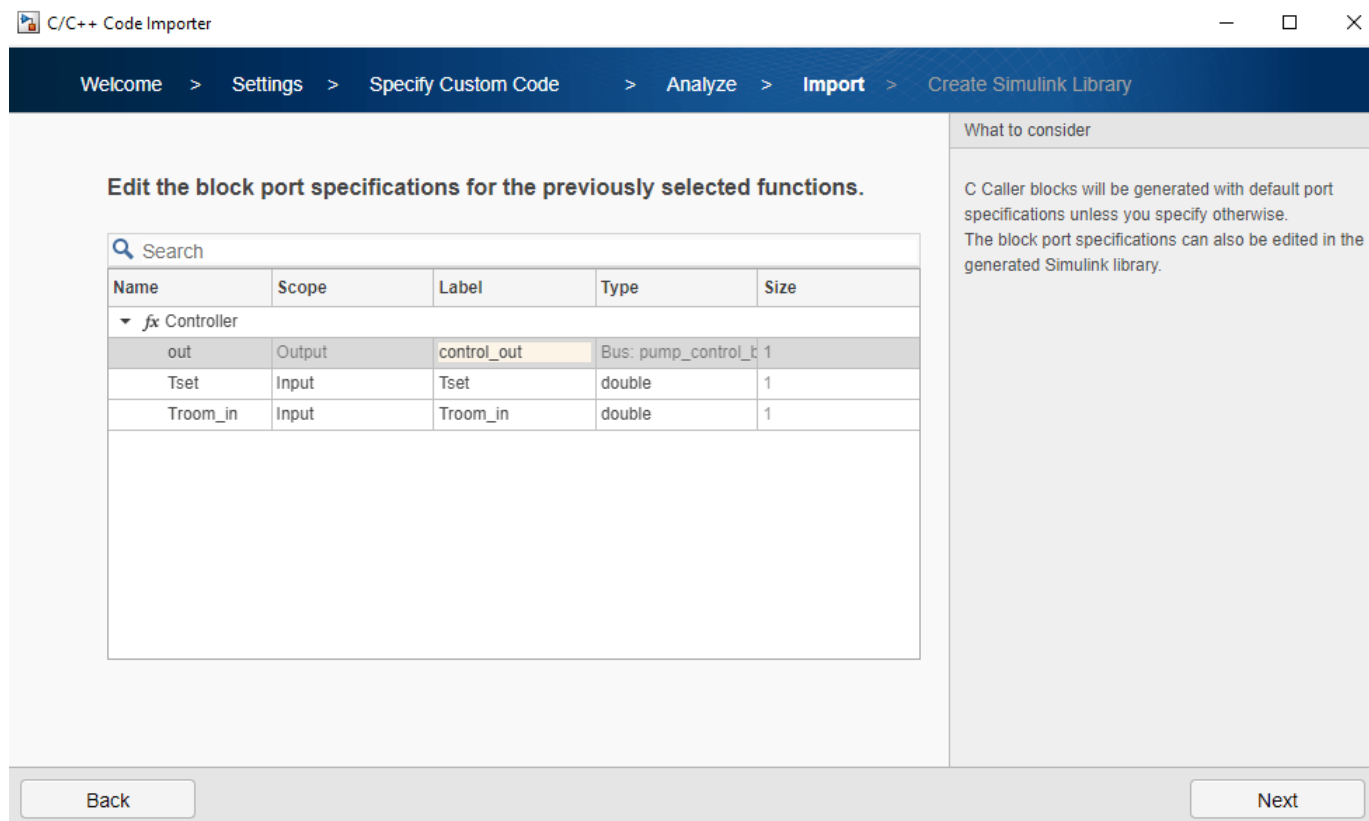 C/C++ Code Importer
Welcome > Settings > Specify Custom Code > Analyze > Import > Create Simulink Library
What to consider
Edit the block port specifications for the previously selected functions.
C Caller blocks will be generated with default port
specifications unless you specify otherwise.
The block port specifications can also be edited in the
generated Simulink library.
Search
Name Scope Label Type Size
fx Controller
out Output control_out Bus: pump_control_b 1
Tset Input Tset double 1
Troom_in Input Troom_in double 1
Back Next